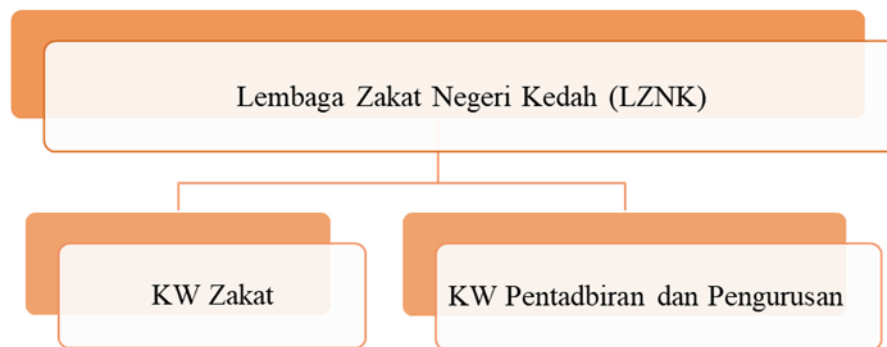 Lembaga Zakat Negeri Kedah (LZNK)
KW Zakat
KW Pentadbiran dan Pengurusan